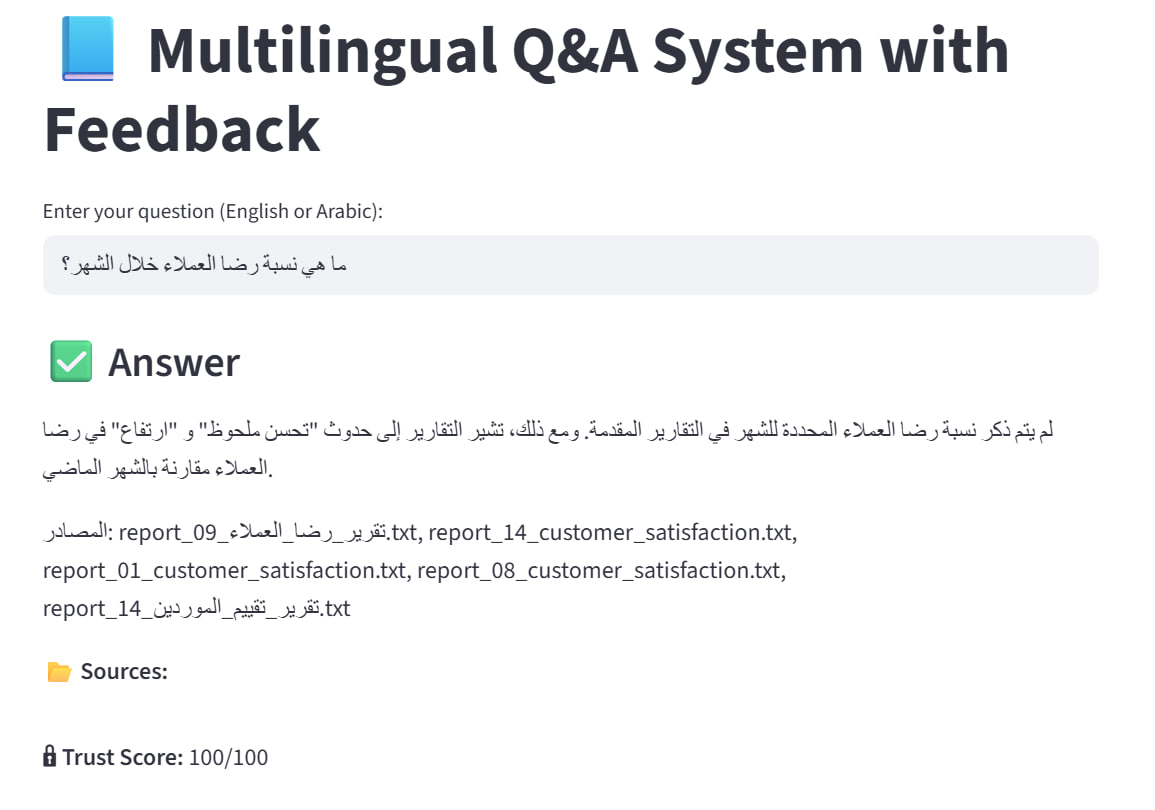 📘 Multilingual Q&A System with
Feedback
Enter your question (English or Arabic):
ما هي نسبة رضا العملاء خلال الشهر؟
✅ Answer
لم يتم ذكر نسبة رضا العملاء المحددة للشهر في التقارير المقدمة. ومع ذلك، تشير التقارير إلى حدوث "تحسن ملحوظ" و "ارتفاع" في رضا
العملاء مقارنة بالشهر الماضي.
المصادر: report_09_تقرير_رضا_العملاء.txt, report_14_customer_satisfaction.txt,
report_01_customer_satisfaction.txt, report_08_customer_satisfaction.txt,
report_14_تقرير_تقييم_الموردين.txt
📂 Sources:
🔒 Trust Score: 100/100